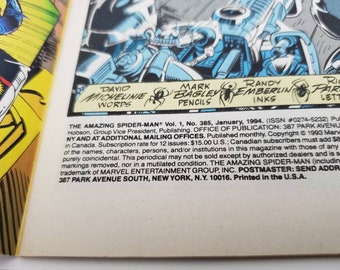 DAVID MICHELINIE WORDS
MARK BAGLEY PENCILS
RANDY EMBERLIN INKS
THE AMAZING SPIDER-MAN® Vol. 1, No. 385, January, 1994. (ISSN #0274-5232;
Hobson, Group Vice President, Publishing. OFFICE OF PUBLICATION: 387 PARK AVENUE
NY AND AT ADDITIONAL MAILING OFFICES. Published monthly. Copyright © 1993 Marvel
in Canada. Subscription rate for 12 issues: $15.00 U.S.; Canadian subscribers must add
of the names, characters, persons, and/or institutions in this magazine with those of any
purely coincidental. This periodical may not be sold except by authorized dealers and is
markings removed, nor in a mutilated condition. THE AMAZING SPIDER-MAN (including
trademark of MARVEL ENTERTAINMENT GROUP, INC. POSTMASTER: SEND
387 PARK AVENUE SOUTH, NEW YORK, N.Y. 10016. Printed in the U.S.A.